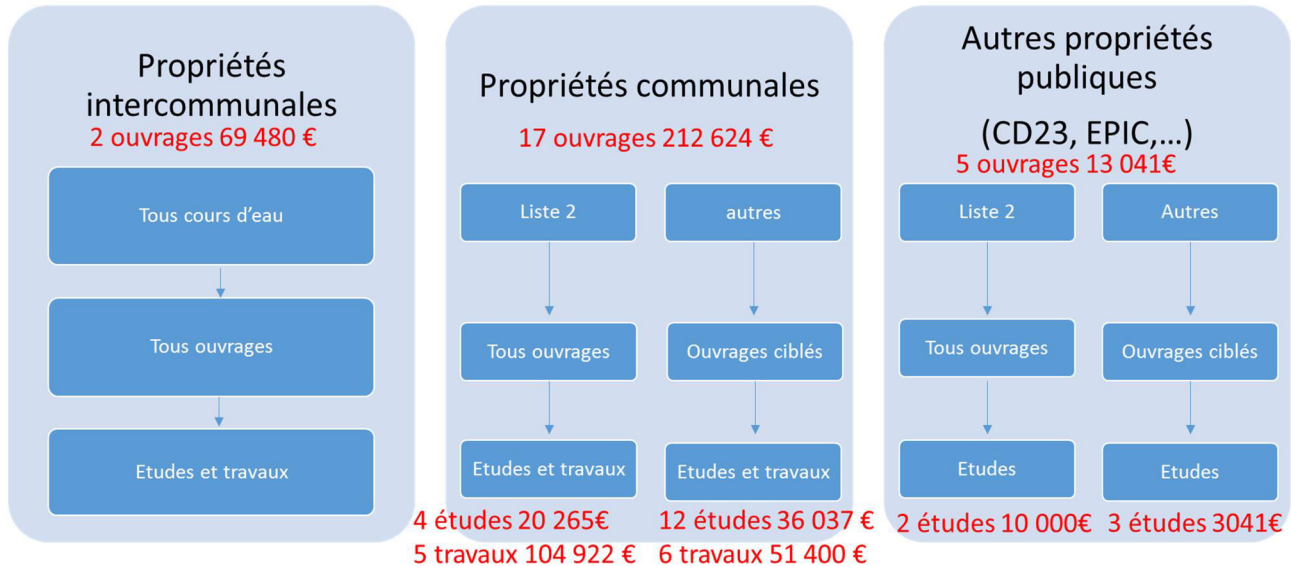 Propriétés
intercommunales
2 ouvrages 69 480 €
Tous cours d’eau
Tous ouvrages
Etudes et travaux
Propriétés communales
17 ouvrages 212 624 €
Liste 2
autres
Tous ouvrages
Ouvrages ciblés
Etudes et travaux
Etudes et travaux
4 études 20 265€
12 études 36 037 €
5 travaux 104 922 €
6 travaux 51 400 €
Autres propriétés
publiques
(CD23, EPIC,...)
5 ouvrages 13 041€
Liste 2
Autres
Tous ouvrages
Ouvrages ciblés
Etudes
Etudes
2 études 10 000€
3 études 3041€